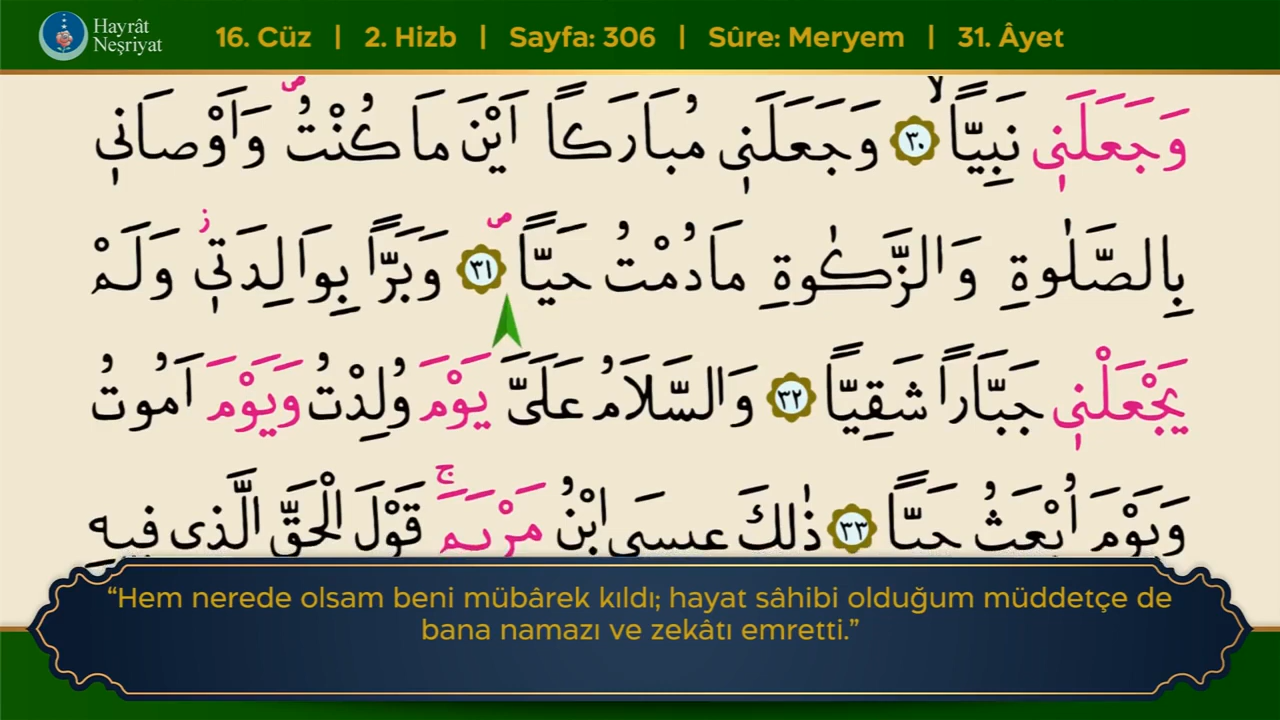 Hayrât
Neşriyat
16. Cüz | 2. Hizb | Sayfa: 306 | Sûre: Meryem | 31. Âyet
وَجَعَلَنٖي نَبِيًّاۙ ﴿٣٠﴾ وَجَعَلَنٖي مُبَارَكًا اَيْنَ مَا كُنْتُۖ وَاَوْصَانٖي
بِالصَّلٰوةِ وَالزَّكٰوةِ مَا دُمْتُ حَيًّاۖ ﴿٣١﴾ وَبَرًّا بِوَالِدَتٖيؗ وَلَمْ
يَجْعَلْنٖي جَبَّارًا شَقِيًّا ﴿٣٢﴾ وَالسَّلَامُ عَلَيَّ يَوْمَ وُلِدْتُ وَيَوْمَ اَمُوتُ
وَيَوْمَ اُبْعَثُ حَيًّا ﴿٣٣﴾ ذٰلِكَ عٖيسَى ابْنُ مَرْيَمَۚ قَوْلَ الْحَقِّ الَّذٖي فٖيهِ
“Hem nerede olsam beni mübârek kıldı; hayat sâhibi olduğum müddetçe de
bana namazı ve zekâtı emretti.”